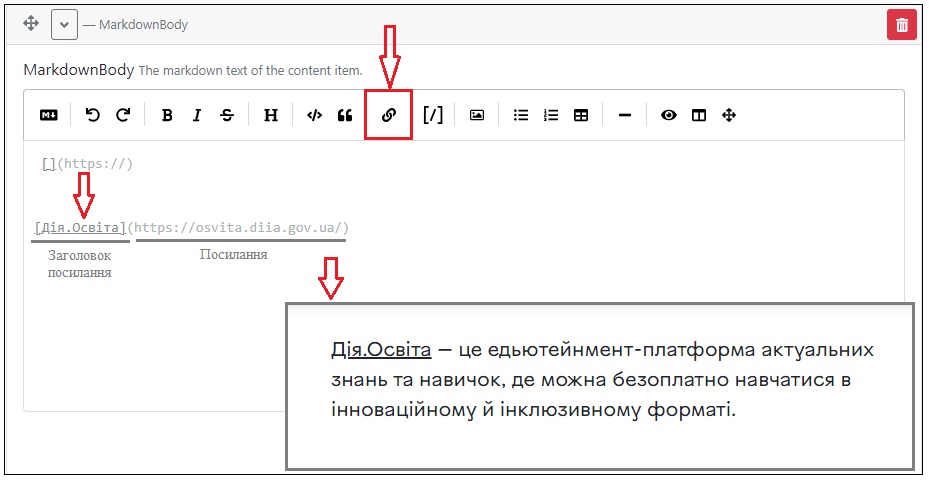 — MarkdownBody
MarkdownBody The markdown text of the content item.
M↓ B I S H </> ❝ [/]
[](https://)
[Дія.Освіта](https://osvita.diia.gov.ua/)
Заголовок
посилання
Посилання
Дія.Освіта — це едьютейнмент-платформа актуальних
знань та навичок, де можна безоплатно навчатися в
інноваційному й інклюзивному форматі.